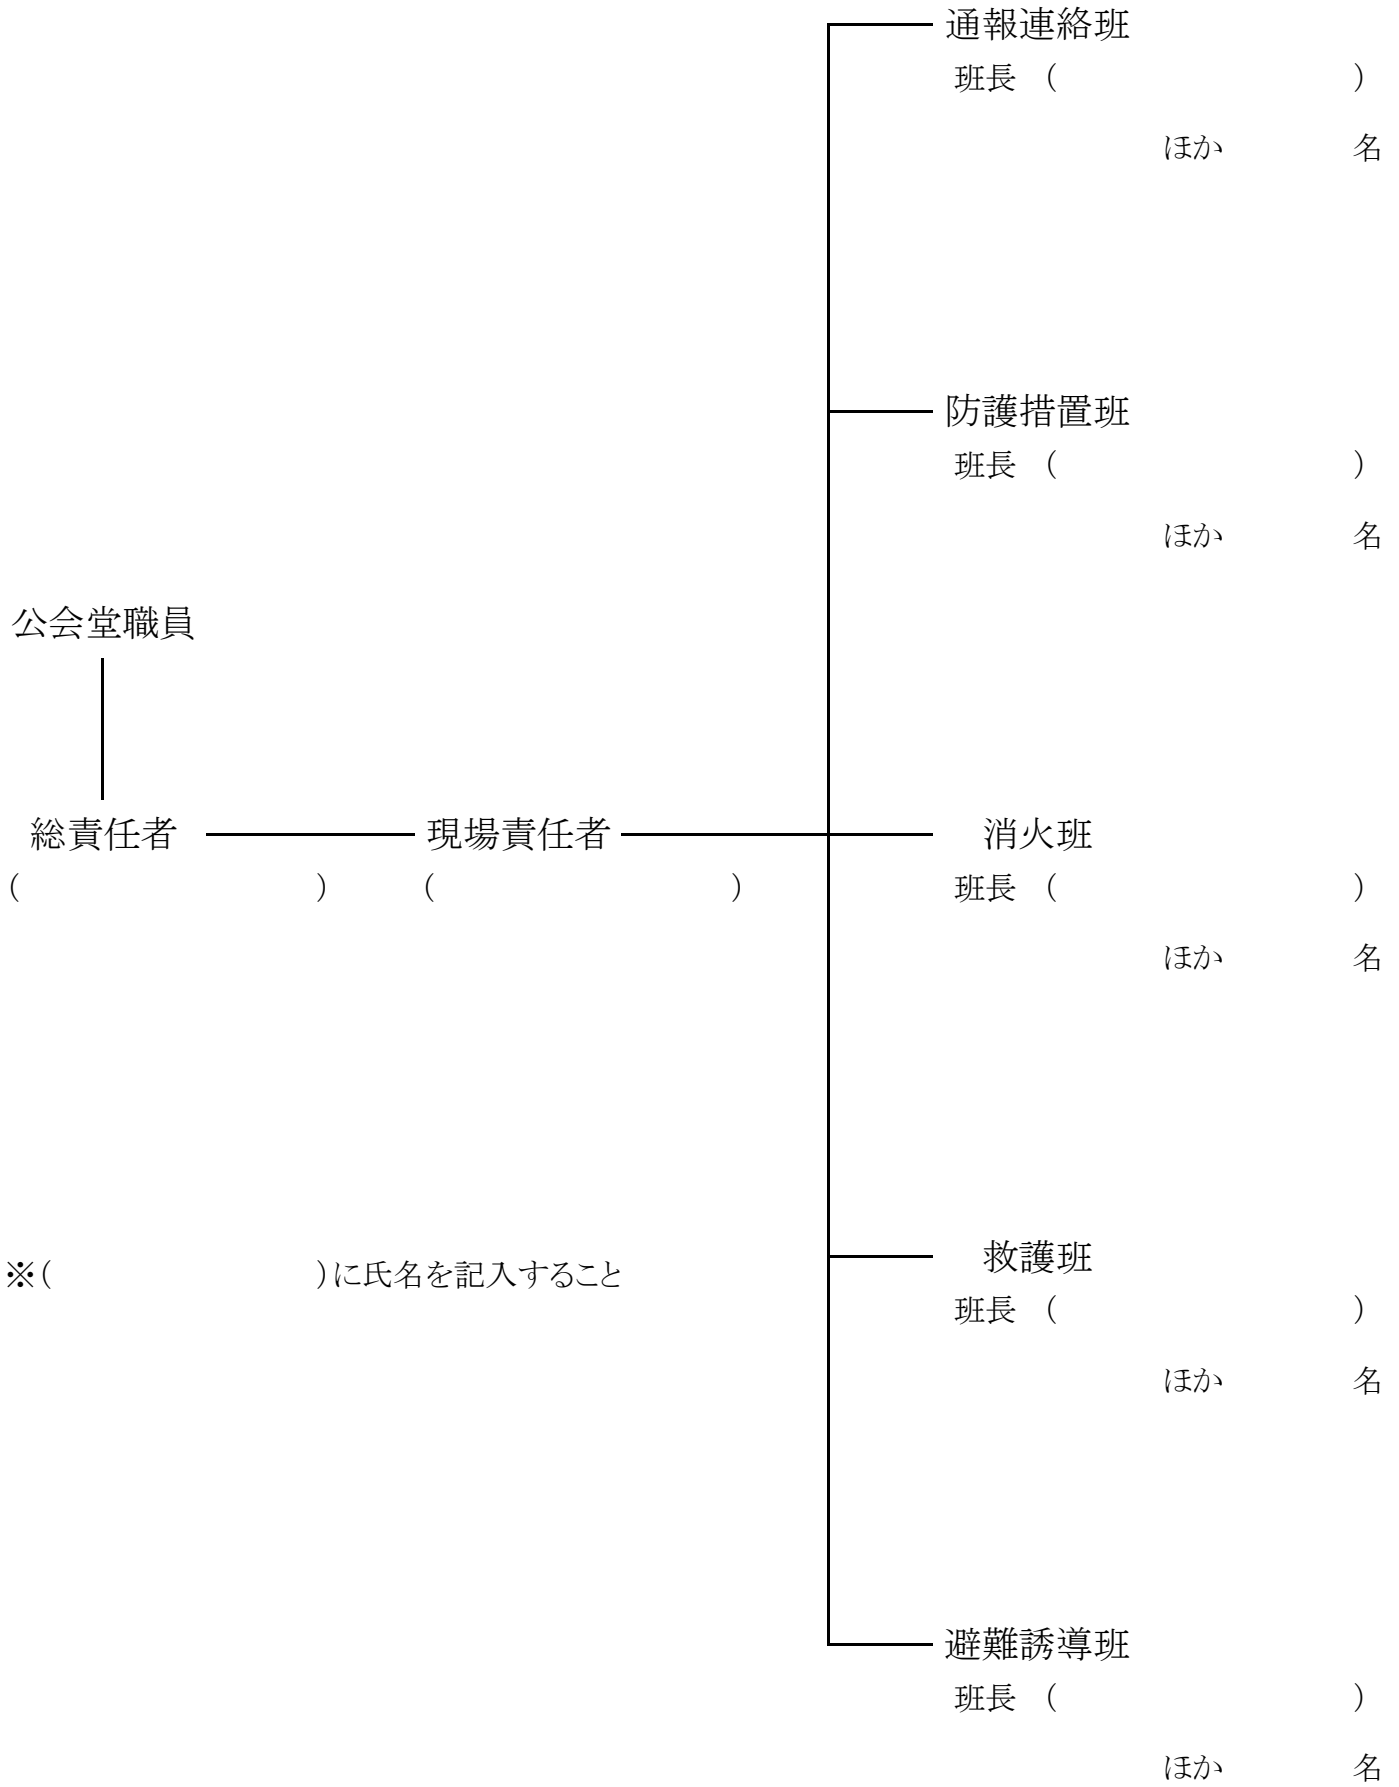 通報連絡班
班長 （　　　　　　　　　）
ほか　　　　名
防護措置班
班長 （　　　　　　　　　）
ほか　　　　名
公会堂職員
総責任者　現場責任者　消火班
（　　　　　　　　　）　（　　　　　　　　　）　班長 （　　　　　　　　　）
ほか　　　　名
救護班
※（　　　　　　　　）に氏名を記入すること
班長 （　　　　　　　　　）
ほか　　　　名
避難誘導班
班長 （　　　　　　　　　）
ほか　　　　名